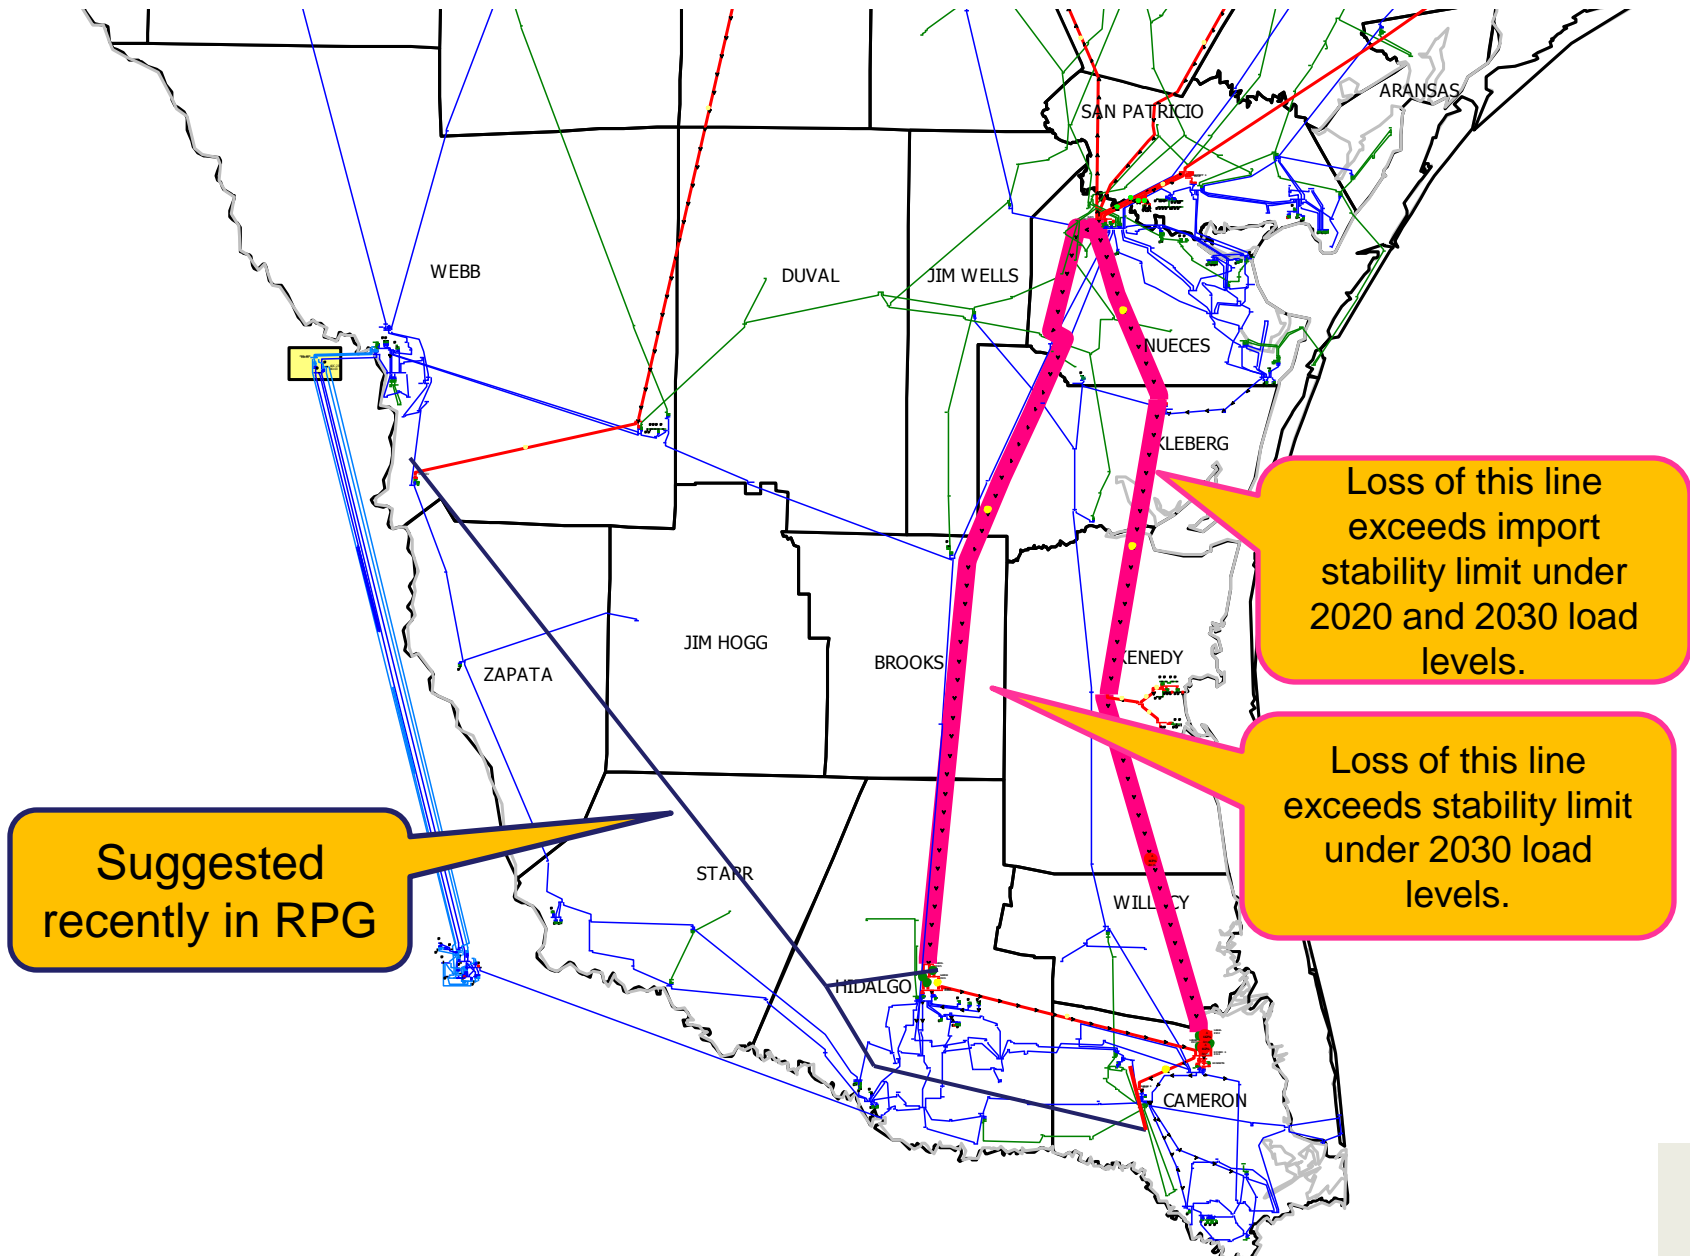 ARANSAS
SAN PATRICIO
WEBB
DUVAL
JIM WELLS
NUECES
KLEBERG
Loss of this line
exceeds import
stability limit under
2020 and 2030 load
levels.
JIM HOGG
BROOKS
KENEDY
ZAPATA
Loss of this line
exceeds stability limit
under 2030 load
levels.
Suggested
recently in RPG
STARR
WILLACY
HIDALGO
CAMERON